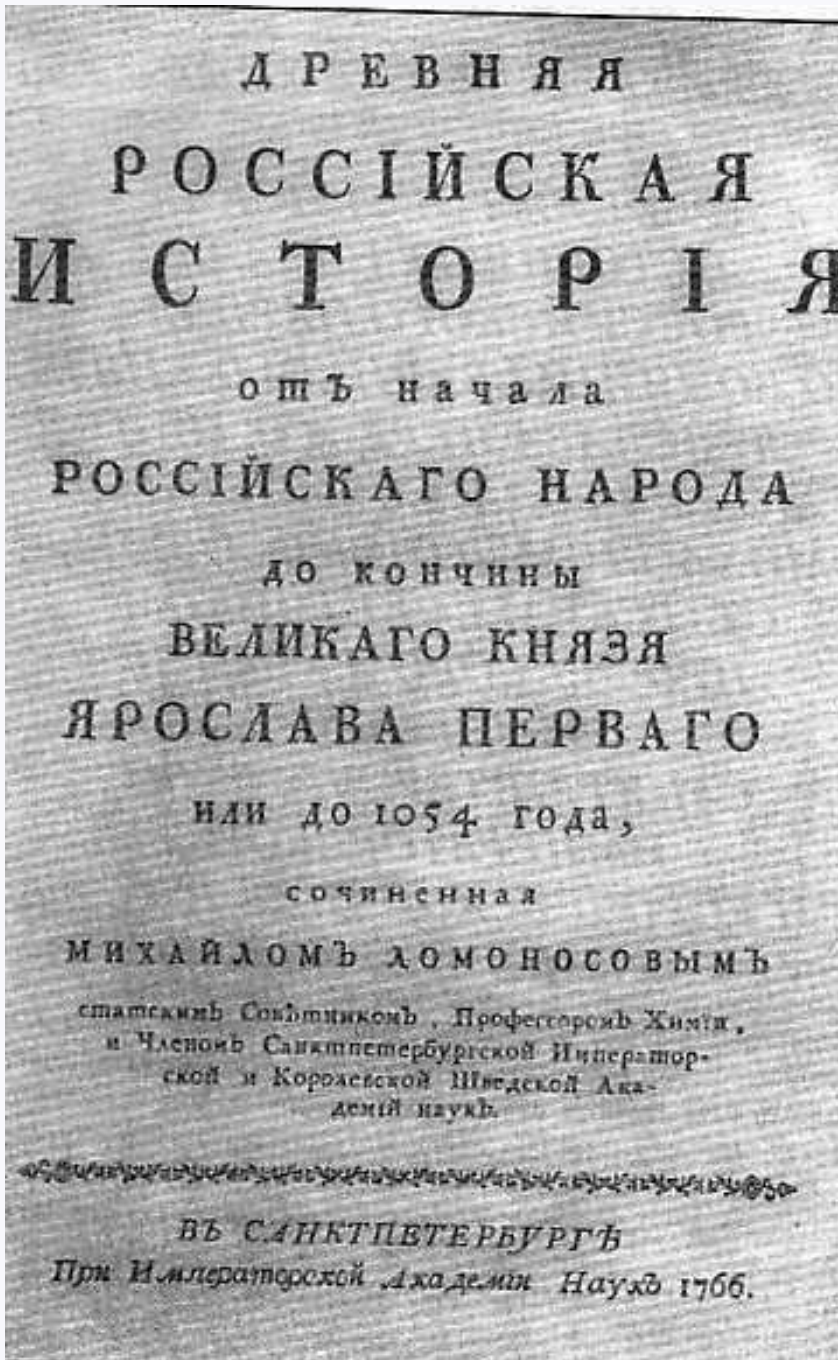 ДРЕВНЯЯ
РОССІЙСКАЯ
ИСТОРІЯ
отъ начала
РОССІЙСКАГО НАРОДА
до кончины
ВЕЛИКАГО КНЯЗЯ
ЯРОСЛАВА ПЕРВАГО
или до 1054 года,
сочиненная
МИХАЙЛОМЪ ЛОМОНОСОВЫМЪ
статскимъ Совѣтникомъ, Профессоромъ Химіи,
и Членомъ Санктпетербургской Император-
ской и Королевской Шведской Ака-
демій наукъ.
ВЪ САНКТПЕТЕРБУРГѢ
При Императорской Академіи Наукъ 1766.